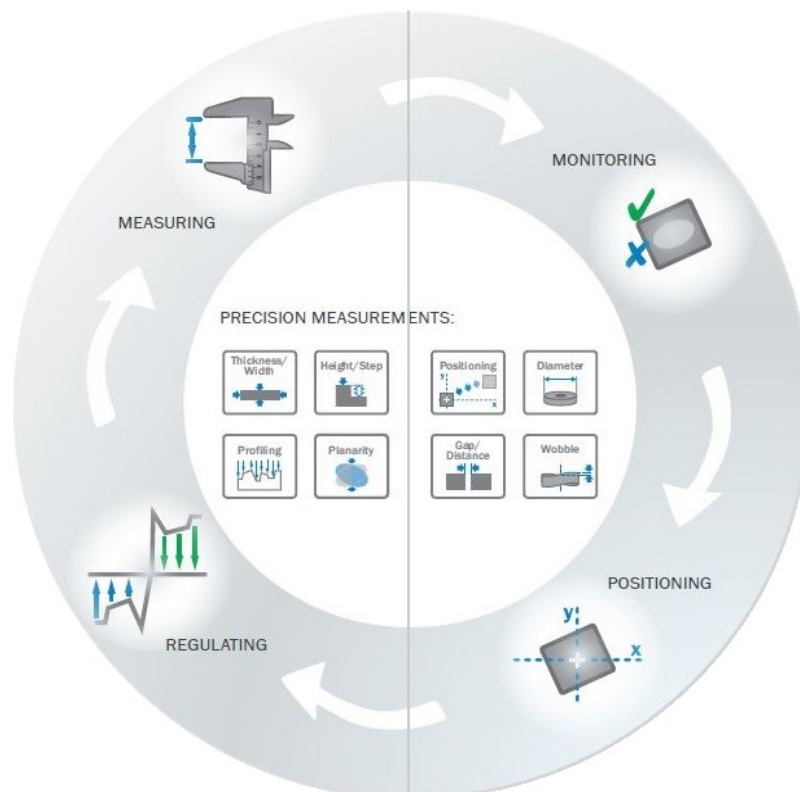 MONITORING
MEASURING
PRECISION MEASUREMENTS:
Thickness/
Width
Height/Step
Positioning
y
x
Diameter
Profiling
Planarity
Gap/
Distance
Wobble
POSITIONING
y
x
REGULATING